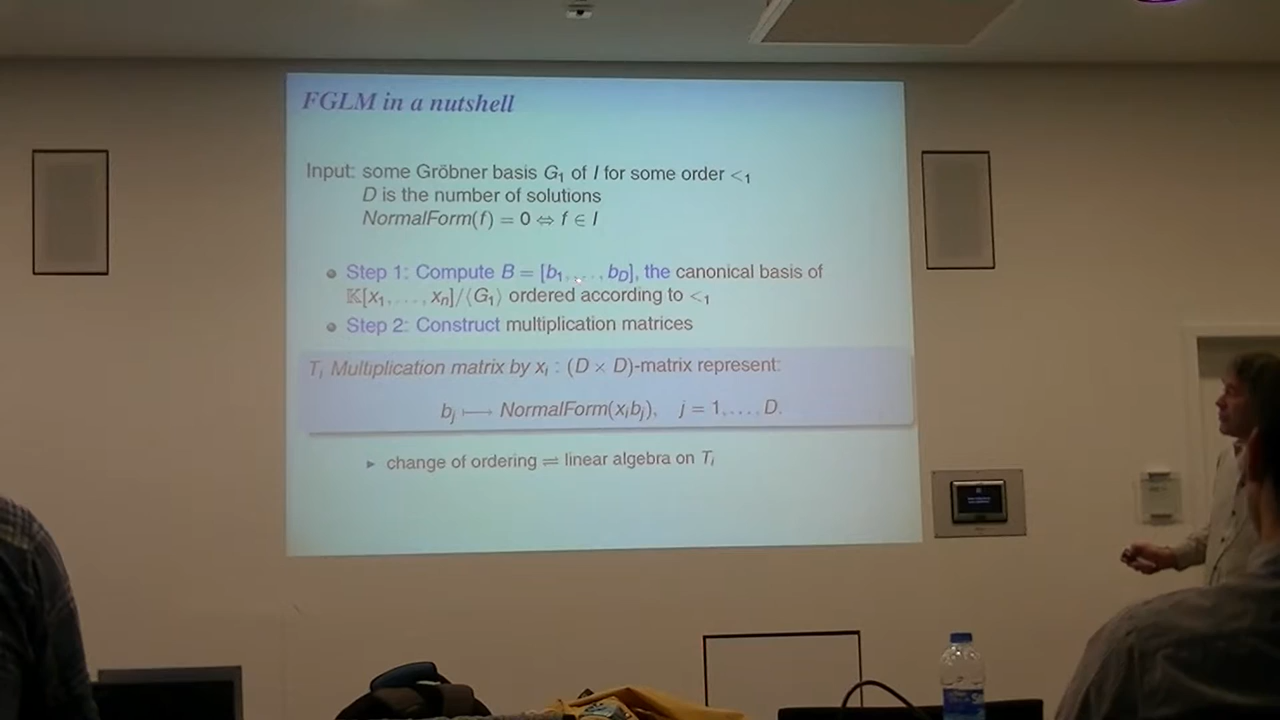 FGLM in a nutshell
Input: some Gröbner basis G₁ of I for some order <₁
D is the number of solutions
NormalForm(f) = 0 ⇔ f ∈ I
Step 1: Compute B = [b₁, . . . , b_D], the canonical basis of
𝕂[x₁, . . . , xₙ]/⟨G₁⟩ ordered according to <₁
Step 2: Construct multiplication matrices
Tᵢ Multiplication matrix by xᵢ : (D × D)-matrix represent:
bⱼ ⟼ NormalForm(xᵢbⱼ), j = 1, . . . , D.
▸ change of ordering ⇌ linear algebra on Tᵢ